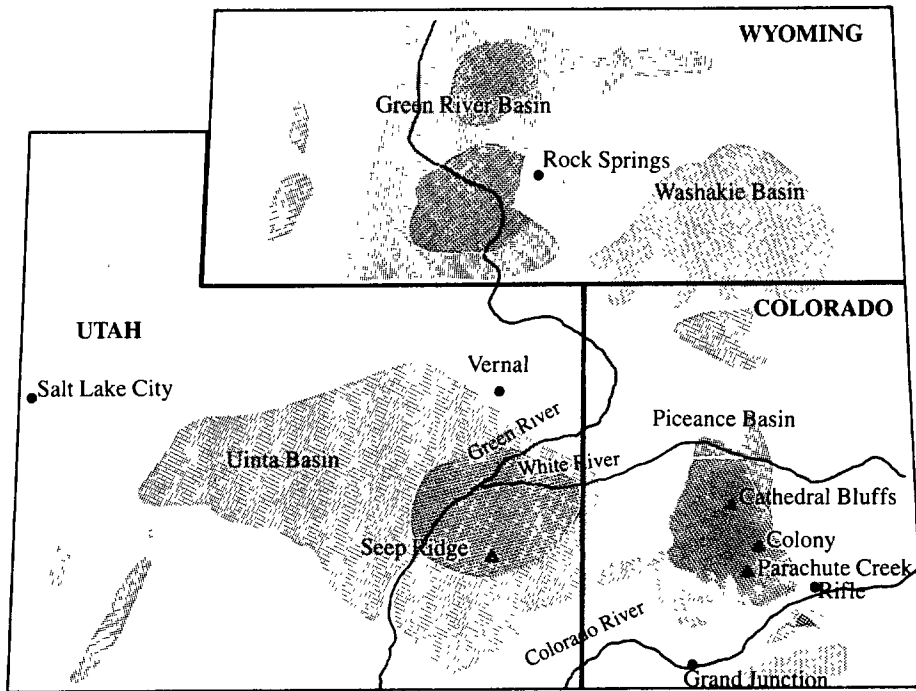 WYOMING
Green River Basin
Rock Springs
Washakie Basin
UTAH
COLORADO
Vernal
Salt Lake City
Green River
Piceance Basin
Uinta Basin
White River
Cathedral Bluffs
Seep Ridge
Colony
Parachute Creek
Rifle
Colorado River
Grand Junction